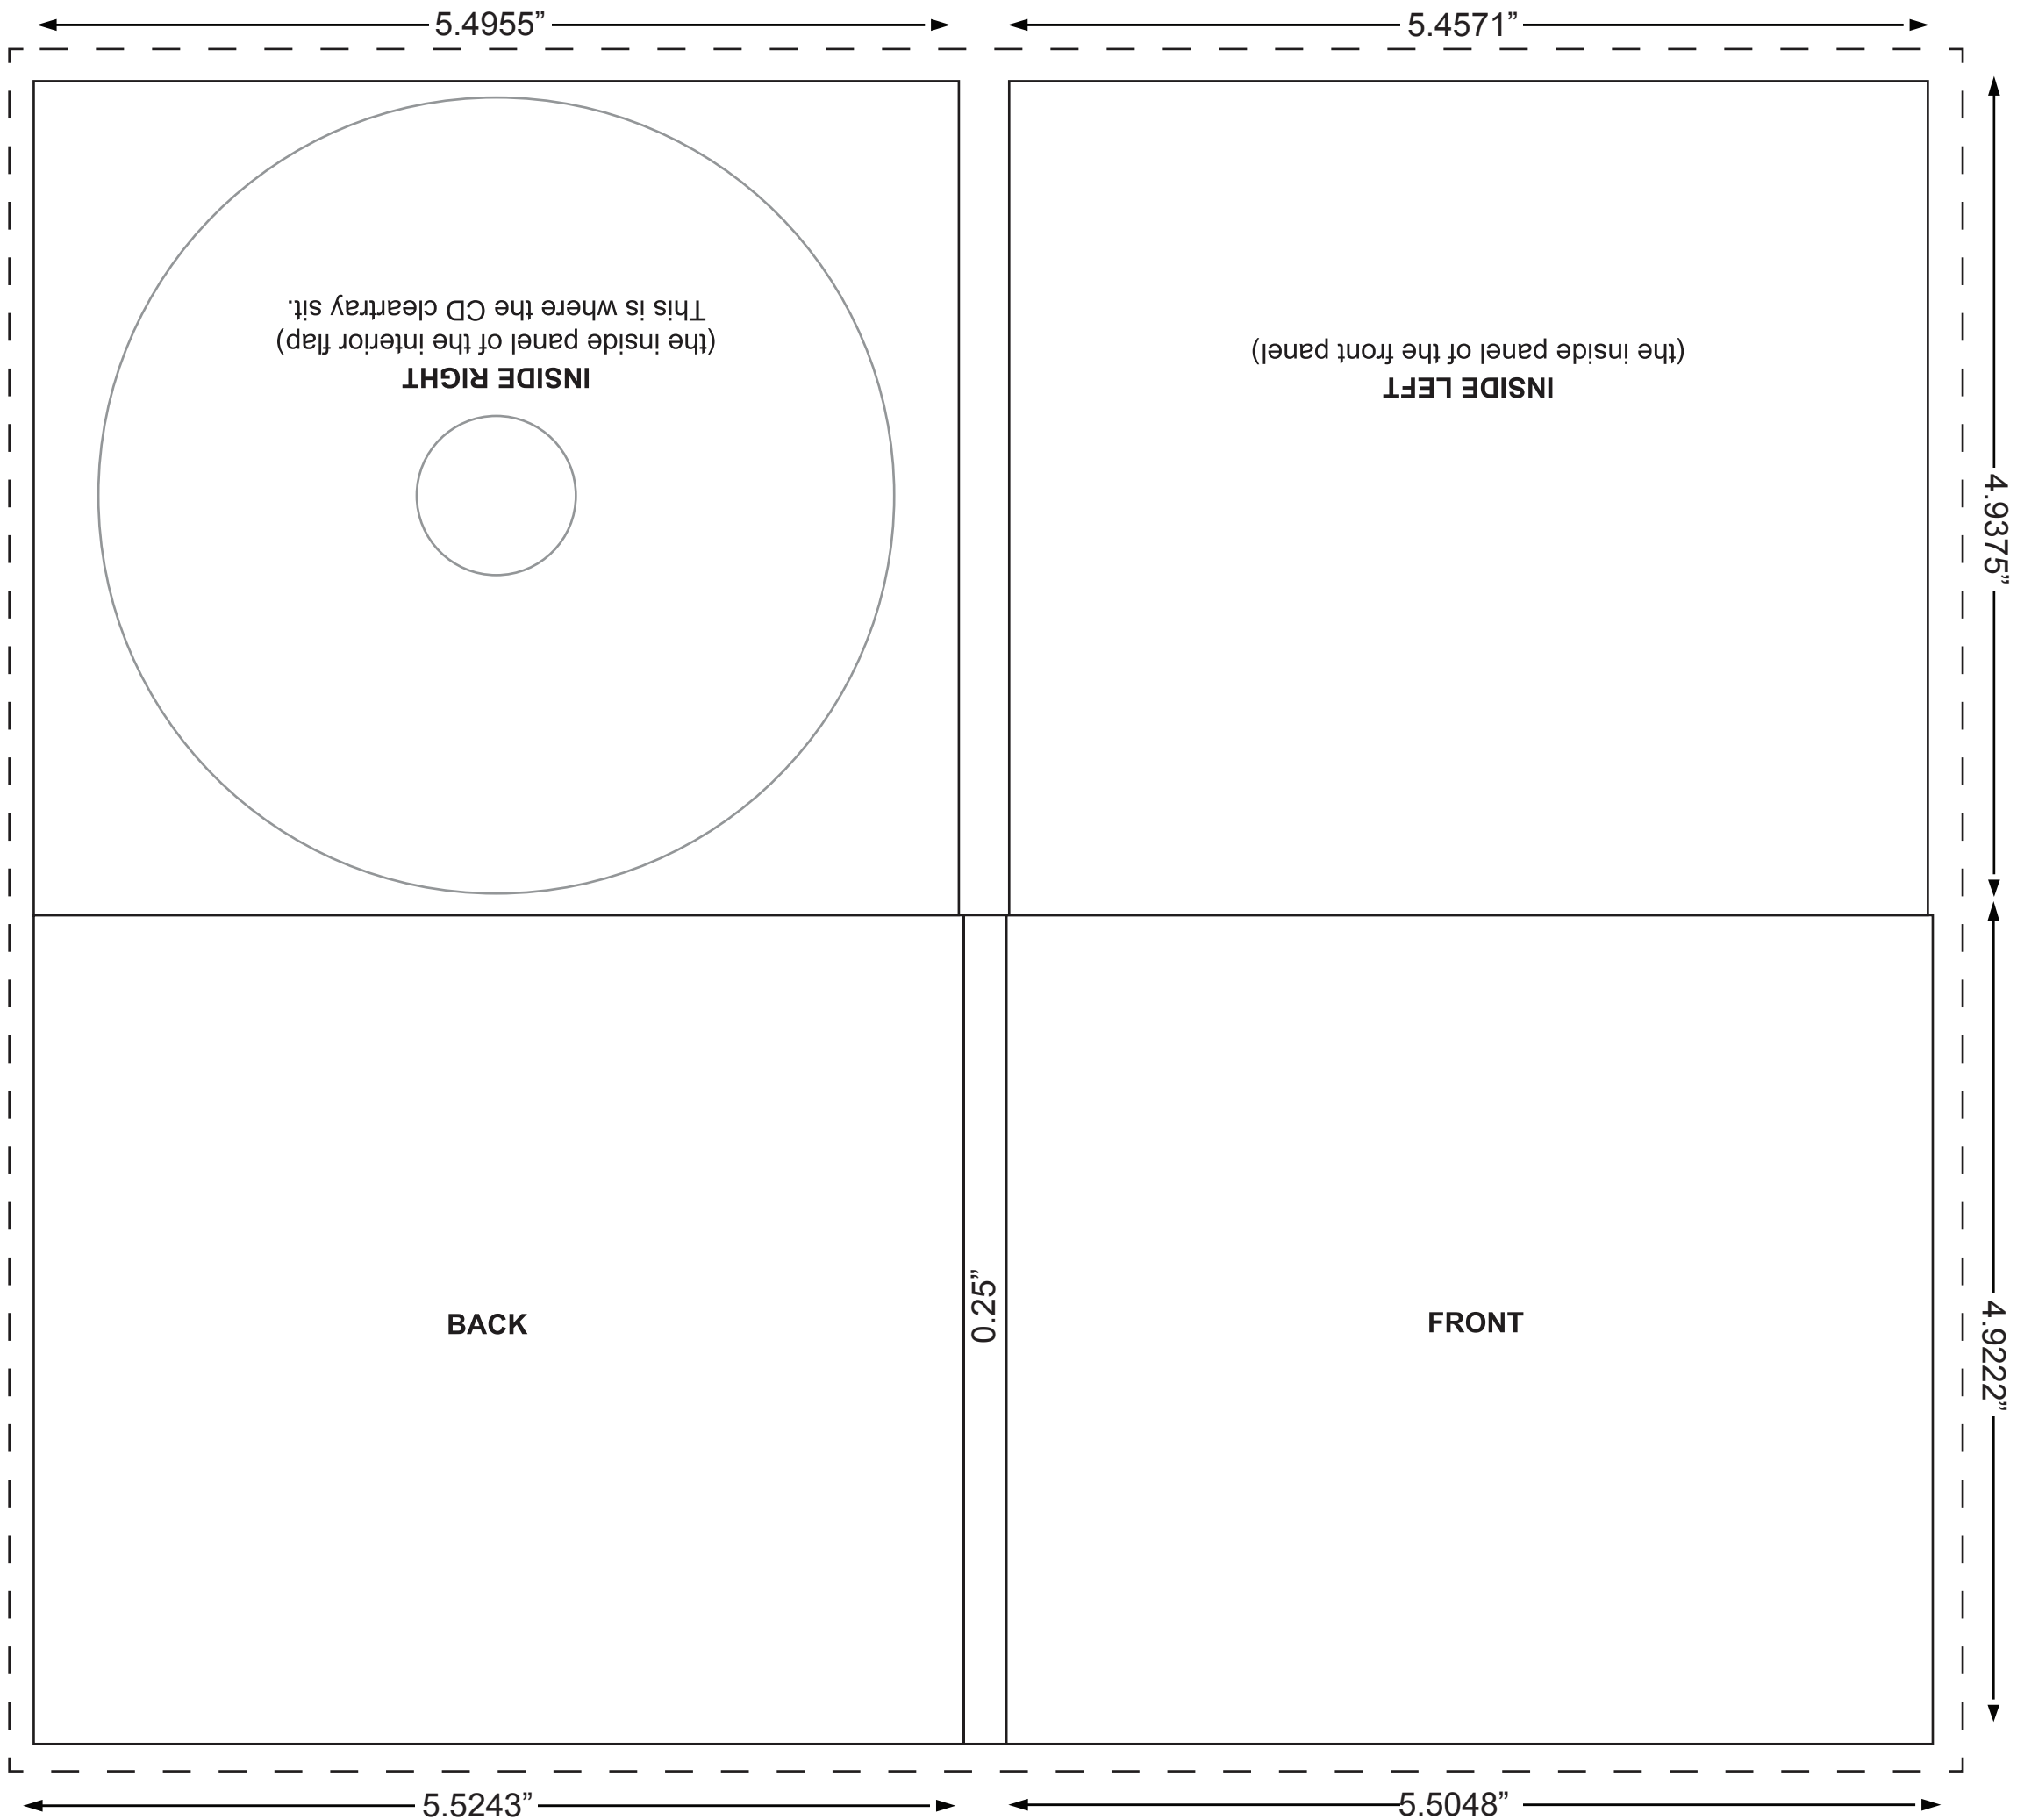 5.4955”
5.4571”
INSIDE RIGHT
(the inside panel of the interior flap)
This is where the CD cleartray sit.
INSIDE LEFT
(the inside panel of the front panel)
4.9375”
BACK
0.25”
FRONT
4.9222”
5.5243”
5.5048”